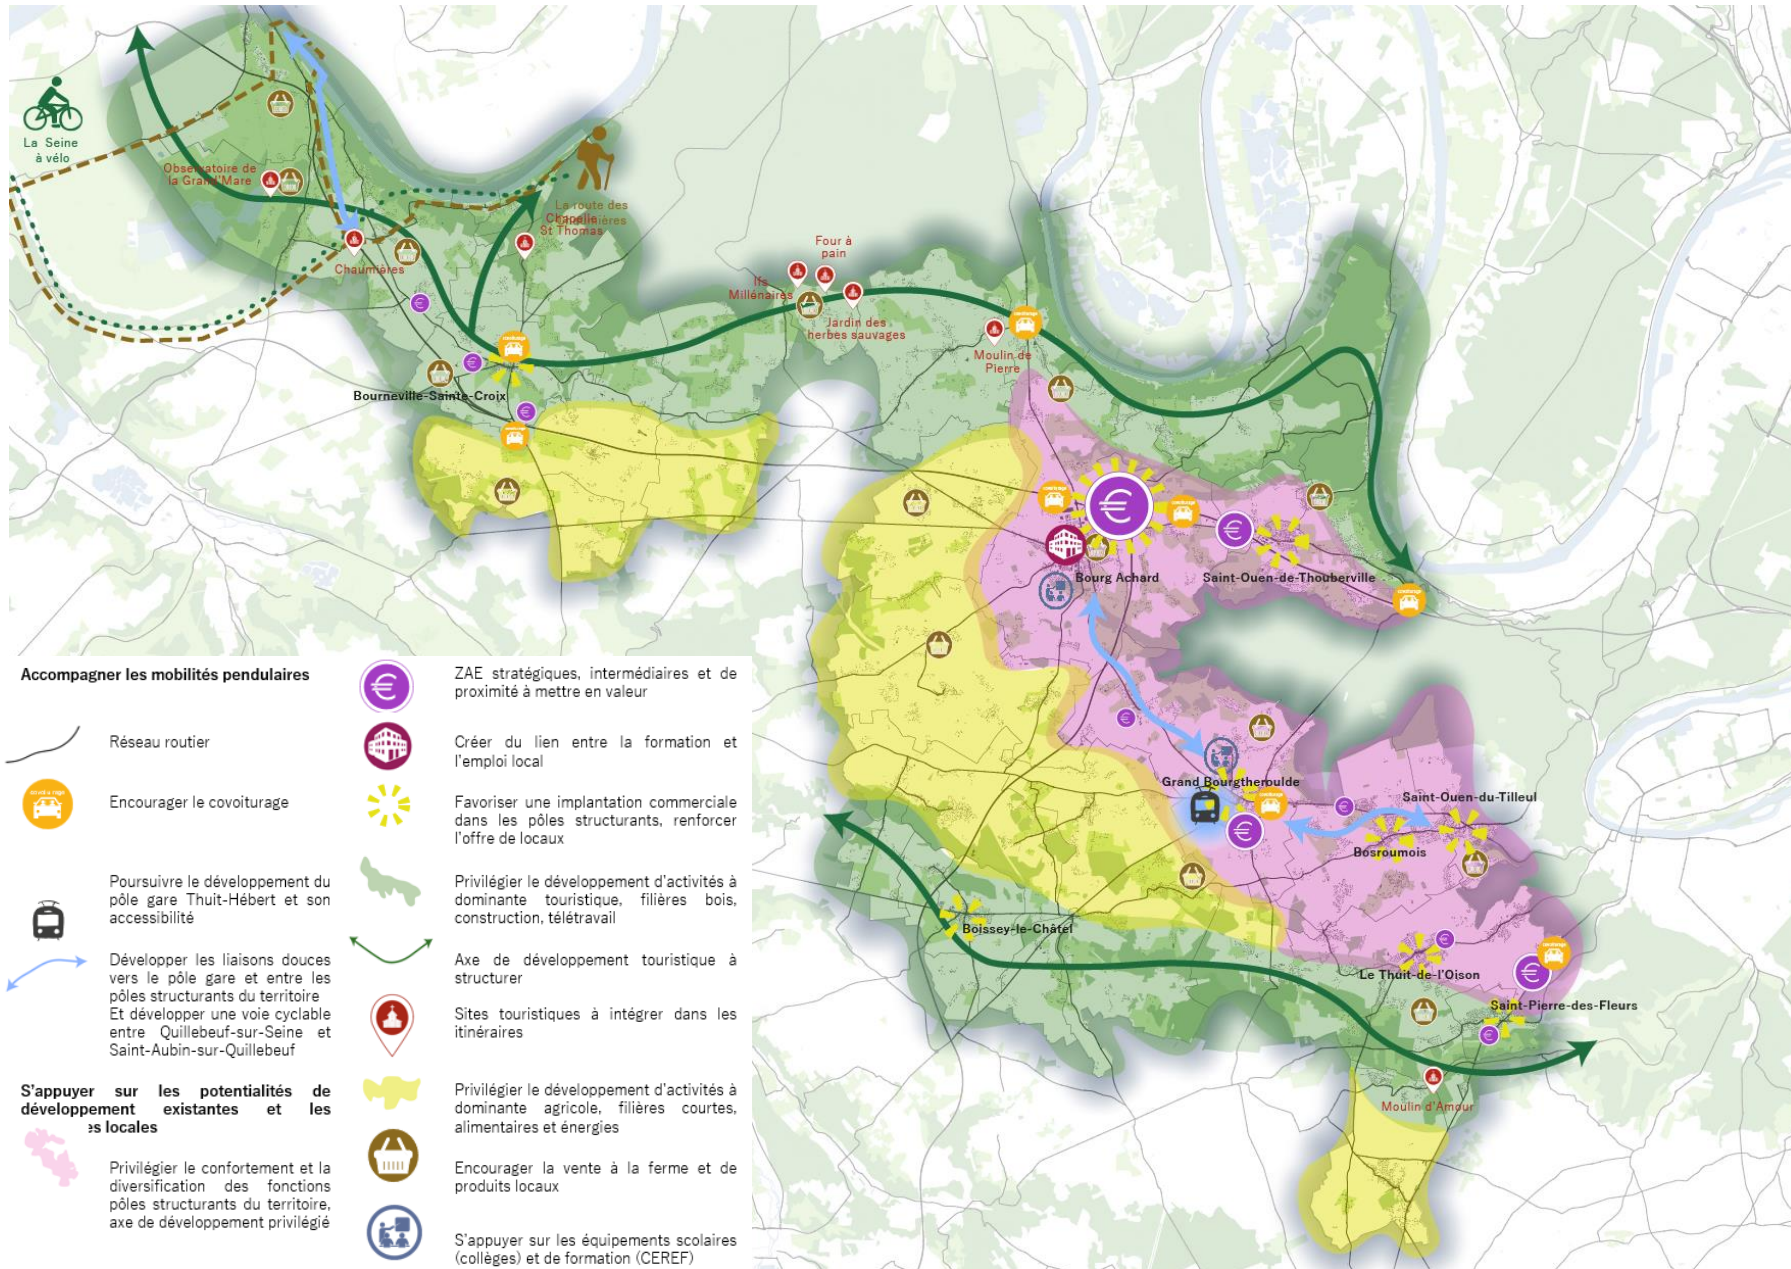 La Seine
à vélo
Observatoire de
la Grand'Mare
La route des
Chaumières
Chapelle
St Thomas
Chaumières
Four à
pain
Ifs
Millénaires
Jardin des
herbes sauvages
Moulin de
Pierre
Bourneville-Sainte-Croix
covoiturage
covoiturage
covoiturage
covoiturage
covoiturage
Bourg Achard
Saint-Ouen-de-Thouberville
covoiturage
Grand Bourgtheroulde
covoiturage
Saint-Ouen-du-Tilleul
Bosroumois
Boissey-le-Châtel
covoiturage
Le Thuit-de-l'Oison
Saint-Pierre-des-Fleurs
Moulin d'Amour
Accompagner les mobilités pendulaires
Réseau routier
Encourager le covoiturage
Poursuivre le développement du
pôle gare Thuit-Hébert et son
accessibilité
Développer les liaisons douces
vers le pôle gare et entre les
pôles structurants du territoire
Et développer une voie cyclable
entre Quillebeuf-sur-Seine et
Saint-Aubin-sur-Quillebeuf
S'appuyer sur les potentialités de
développement existantes et les
es locales
Privilégier le confortement et la
diversification des fonctions
pôles structurants du territoire,
axe de développement privilégié
ZAE stratégiques, intermédiaires et de
proximité à mettre en valeur
Créer du lien entre la formation et
l'emploi local
Favoriser une implantation commerciale
dans les pôles structurants, renforcer
l'offre de locaux
Privilégier le développement d'activités à
dominante touristique, filières bois,
construction, télétravail
Axe de développement touristique à
structurer
Sites touristiques à intégrer dans les
itinéraires
Privilégier le développement d'activités à
dominante agricole, filières courtes,
alimentaires et énergies
Encourager la vente à la ferme et de
produits locaux
S'appuyer sur les équipements scolaires
(collèges) et de formation (CEREF)